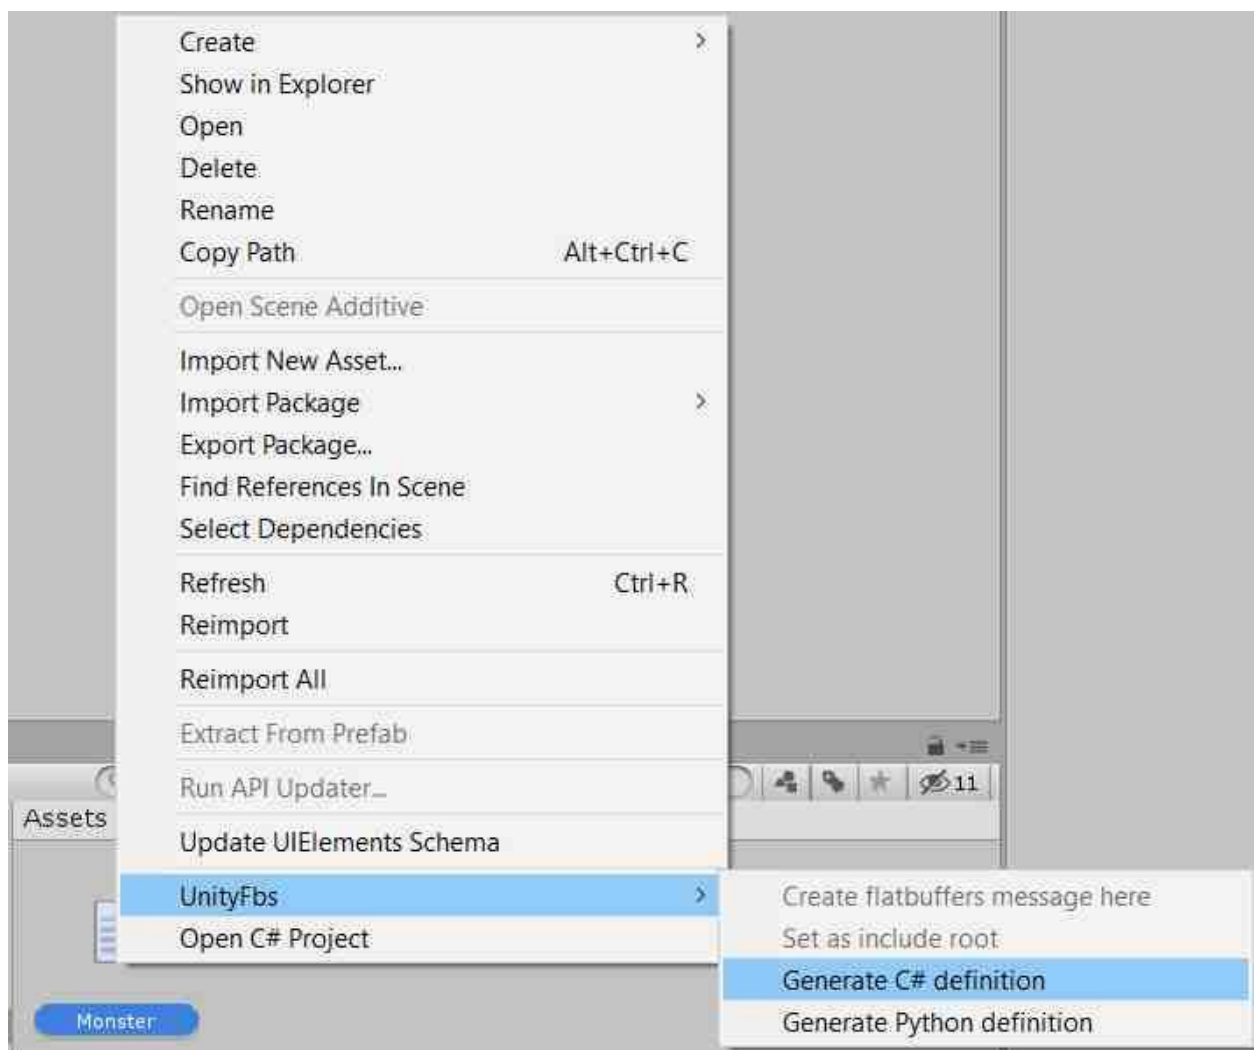 Create
Show in Explorer
Open
Delete
Rename
Copy Path Alt+Ctrl+C
Open Scene Additive
Import New Asset...
Import Package
Export Package...
Find References In Scene
Select Dependencies
Refresh Ctrl+R
Reimport
Reimport All
Extract From Prefab
Run API Updater...
11
Assets
Update UIElements Schema
UnityFbs
Create flatbuffers message here
Open C# Project
Set as include root
Generate C# definition
Monster
Generate Python definition